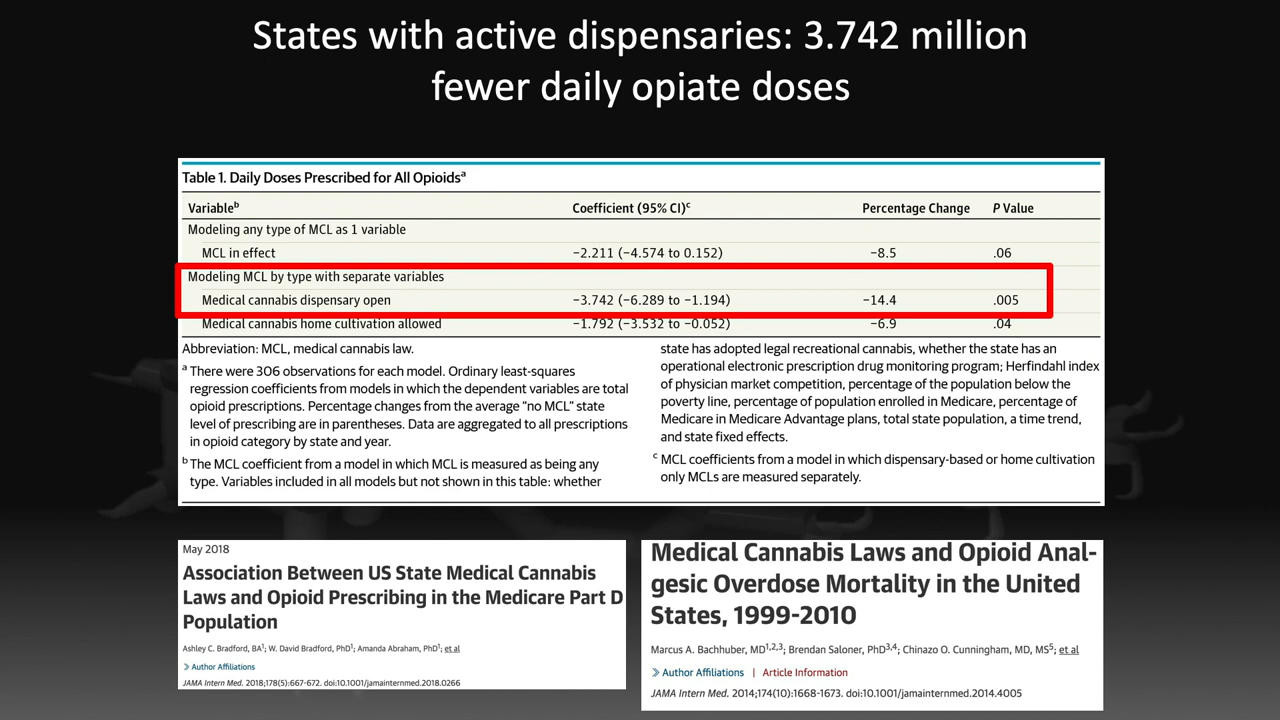 States with active dispensaries: 3.742 million
fewer daily opiate doses
Table 1. Daily Doses Prescribed for All Opioidsᵃ
Variableᵇ Coefficient (95% CI)ᶜ Percentage Change P Value
Modeling any type of MCL as 1 variable
MCL in effect −2.211 (−4.574 to 0.152) −8.5 .06
Modeling MCL by type with separate variables
Medical cannabis dispensary open −3.742 (−6.289 to −1.194) −14.4 .005
Medical cannabis home cultivation allowed −1.792 (−3.532 to −0.052) −6.9 .04
Abbreviation: MCL, medical cannabis law.
ᵃ There were 306 observations for each model. Ordinary least-squares
regression coefficients from models in which the dependent variables are total
opioid prescriptions. Percentage changes from the average "no MCL" state
level of prescribing are in parentheses. Data are aggregated to all prescriptions
in opioid category by state and year.
ᵇ The MCL coefficient from a model in which MCL is measured as being any
type. Variables included in all models but not shown in this table: whether
state has adopted legal recreational cannabis, whether the state has an
operational electronic prescription drug monitoring program; Herfindahl index
of physician market competition, percentage of the population below the
poverty line, percentage of population enrolled in Medicare, percentage of
Medicare in Medicare Advantage plans, total state population, a time trend,
and state fixed effects.
ᶜ MCL coefficients from a model in which dispensary-based or home cultivation
only MCLs are measured separately.
May 2018
Association Between US State Medical Cannabis
Laws and Opioid Prescribing in the Medicare Part D
Population
Ashley C. Bradford, BA¹; W. David Bradford, PhD¹; Amanda Abraham, PhD¹; et al
» Author Affiliations
JAMA Intern Med. 2018;178(5):667-672. doi:10.1001/jamainternmed.2018.0266
Medical Cannabis Laws and Opioid Anal-
gesic Overdose Mortality in the United
States, 1999-2010
Marcus A. Bachhuber, MD¹,²,³; Brendan Saloner, PhD³,⁴; Chinazo O. Cunningham, MD, MS⁵; et al
» Author Affiliations | Article Information
JAMA Intern Med. 2014;174(10):1668-1673. doi:10.1001/jamainternmed.2014.4005